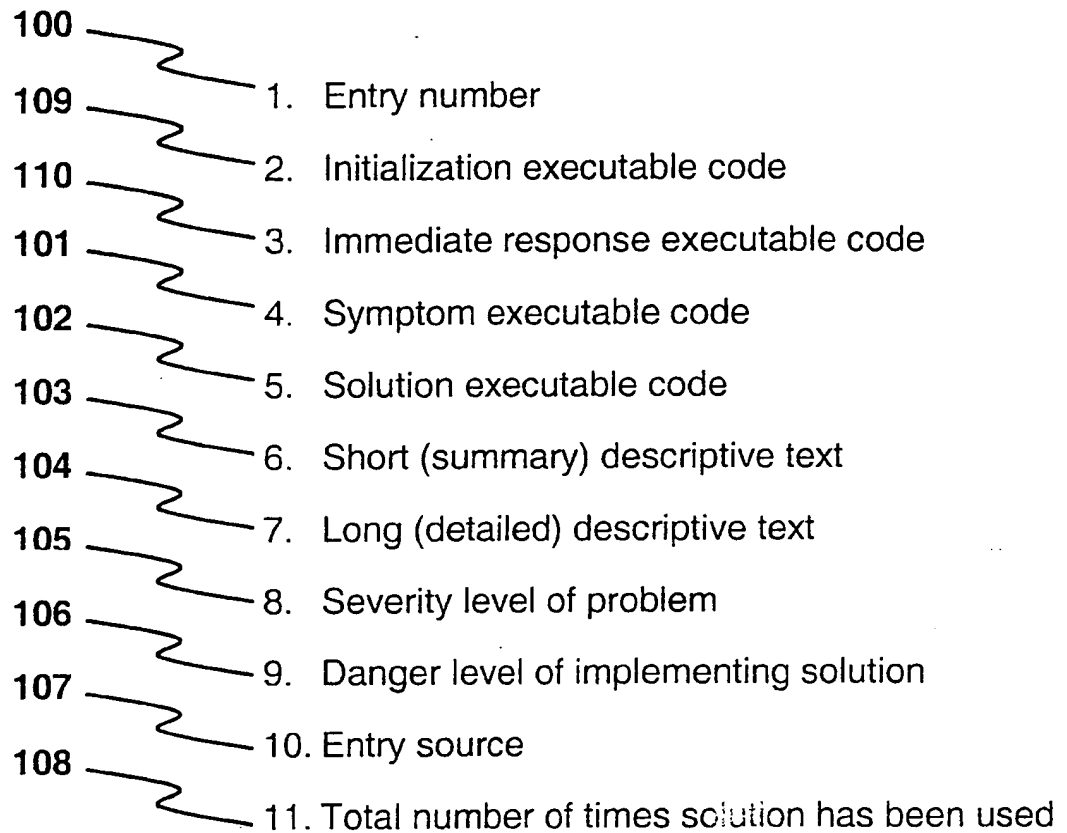 100
1. Entry number
109
2. Initialization executable code
110
3. Immediate response executable code
101
4. Symptom executable code
102
5. Solution executable code
103
6. Short (summary) descriptive text
104
7. Long (detailed) descriptive text
105
8. Severity level of problem
106
9. Danger level of implementing solution
107
10. Entry source
108
11. Total number of times solution has been used